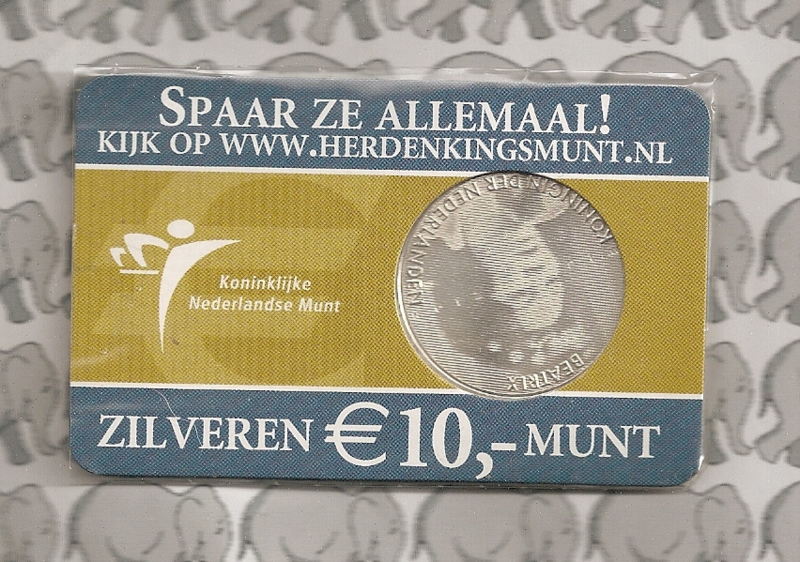 SPAAR ZE ALLEMAAL!
KIJK OP WWW.HERDENKINGSMUNT.NL
Koninklijke
Nederlandse Munt
KONINGIN DER NEDERLANDEN
BEATRIX
ZILVEREN €10,- MUNT